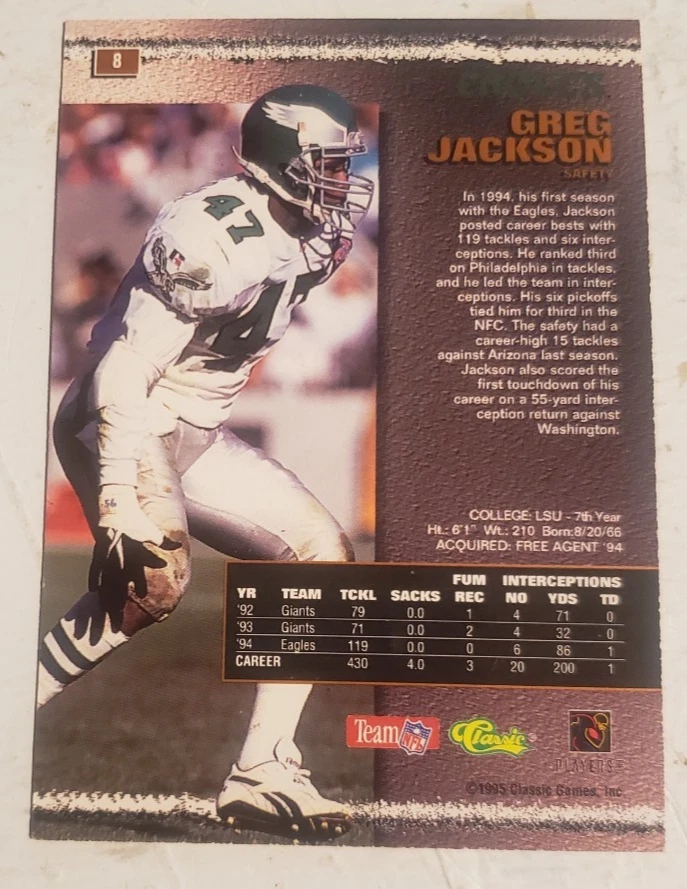 8
EAGLES
GREG
JACKSON
SAFETY
In 1994, his first season
with the Eagles, Jackson
posted career bests with
119 tackles and six inter-
ceptions. He ranked third
on Philadelphia in tackles,
and he led the team in inter-
ceptions. His six pickoffs
tied him for third in the
NFC. The safety had a
career-high 15 tackles
against Arizona last season.
Jackson also scored the
first touchdown of his
career on a 55-yard inter-
ception return against
Washington.
47
47
56
COLLEGE: LSU - 7th Year
Ht.: 6'1" Wt.: 210 Born:8/20/66
ACQUIRED: FREE AGENT '94
FUM INTERCEPTIONS
YR TEAM TCKL SACKS REC NO YDS TD
'92 Giants 79 0.0 1 4 71 0
'93 Giants 71 0.0 2 4 32 0
'94 Eagles 119 0.0 0 6 86 1
CAREER 430 4.0 3 20 200 1
Team NFL Classic®
PLAYERS
©1995 Classic Games, Inc.